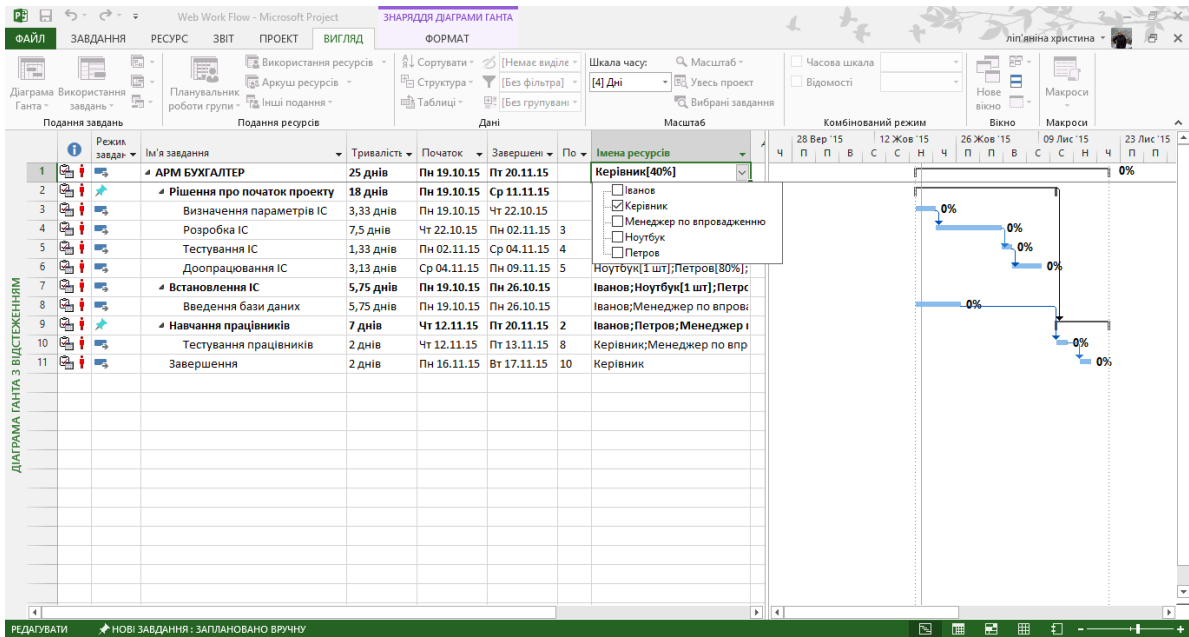 Web Work Flow - Microsoft Project
ЗНАРЯДДЯ ДІАГРАМИ ГАНТА
ФАЙЛ ЗАВДАННЯ РЕСУРС ЗВІТ ПРОЕКТ ВИГЛЯД ФОРМАТ
ліп'яніна христина
Діаграма Ганта
Використання завдань
Подання завдань
Планувальник роботи групи
Використання ресурсів
Аркуш ресурсів
Інші подання
Подання ресурсів
Сортувати [Немає виділе
Структура [Без фільтра]
Таблиці [Без групуванн
Дані
Шкала часу: Масштаб
[4] Дні Увесь проект
Вибрані завдання
Масштаб
Часова шкала
Відомості
Комбінований режим
Нове вікно
Вікно
Макроси
Макроси
Режим завдан Ім'я завдання Тривалість Початок Завершенн По Імена ресурсів
28 Вер '15 12 Жов '15 26 Жов '15 09 Лис '15 23 Лис '15
Ч П П В С С Н Ч П П В С С Н Ч П П
1 АРМ БУХГАЛТЕР 25 днів Пн 19.10.15 Пт 20.11.15 Керівник[40%] 0%
2 Рішення про початок проекту 18 днів Пн 19.10.15 Ср 11.11.15
Іванов
3 Визначення параметрів ІС 3,33 днів Пн 19.10.15 Чт 22.10.15 0%
Керівник
Менеджер по впровадженню
4 Розробка ІС 7,5 днів Чт 22.10.15 Пн 02.11.15 3 0%
Ноутбук
5 Тестування ІС 1,33 днів Пн 02.11.15 Ср 04.11.15 4 0%
Петров
6 Доопрацювання ІС 3,13 днів Ср 04.11.15 Пн 09.11.15 5 Ноутбук[1 шт];Петров[80%]; 0%
7 Встановлення ІС 5,75 днів Пн 19.10.15 Пн 26.10.15 Іванов;Ноутбук[1 шт];Петрс
8 Введення бази даних 5,75 днів Пн 19.10.15 Пн 26.10.15 Іванов;Менеджер по впрова 0%
9 Навчання працівників 7 днів Чт 12.11.15 Пт 20.11.15 2 Іванов;Петров;Менеджер
10 Тестування працівників 2 днів Чт 12.11.15 Пт 13.11.15 8 Керівник;Менеджер по впр 0%
11 Завершення 2 днів Пн 16.11.15 Вт 17.11.15 10 Керівник 0%
ДІАГРАМА ГАНТА З ВІДСТЕЖЕННЯМ
РЕДАГУВАТИ НОВІ ЗАВДАННЯ : ЗАПЛАНОВАНО ВРУЧНУ